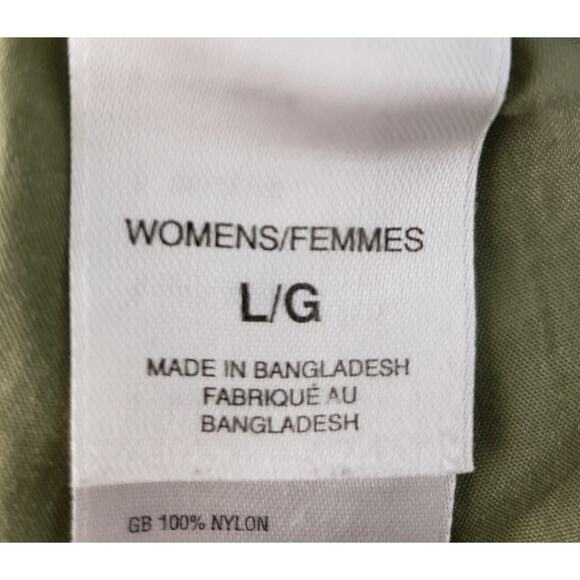 WOMENS/FEMMES
L/G
MADE IN BANGLADESH
FABRIQUÉ AU
BANGLADESH
GB 100% NYLON